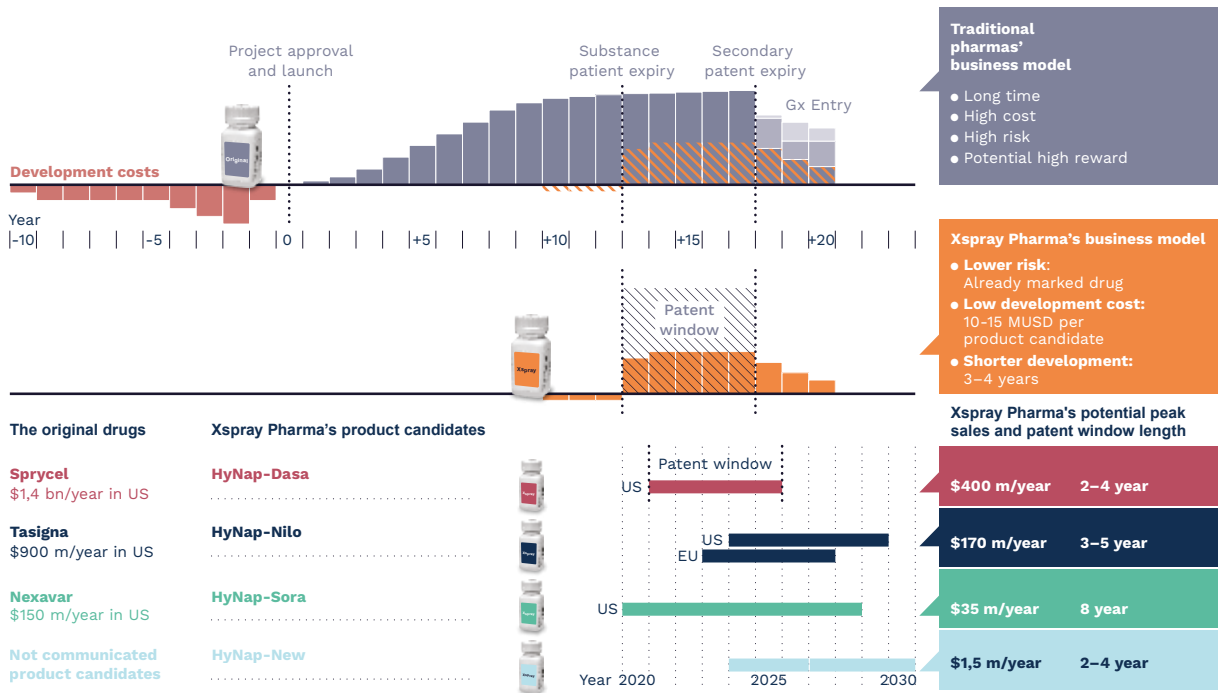 Project approval
and launch
Substance
patient expiry
Secondary
patent expiry
Gx Entry
Original
Development costs
Year
-10
-5
0
+5
+10
+15
+20
Traditional
pharmas’
business model
● Long time
● High cost
● High risk
● Potential high reward
Patent
window
Xspray
Xspray Pharma’s business model
● Lower risk:
Already marked drug
● Low development cost:
10-15 MUSD per
product candidate
● Shorter development:
3–4 years
The original drugs
Xspray Pharma’s product candidates
Xspray Pharma's potential peak
sales and patent window length
Sprycel
$1,4 bn/year in US
HyNap-Dasa
Patent window
US
$400 m/year 2–4 year
Tasigna
$900 m/year in US
HyNap-Nilo
US
EU
$170 m/year 3–5 year
Nexavar
$150 m/year in US
HyNap-Sora
US
$35 m/year 8 year
Not communicated
product candidates
HyNap-New
$1,5 m/year 2–4 year
Year 2020 2025 2030